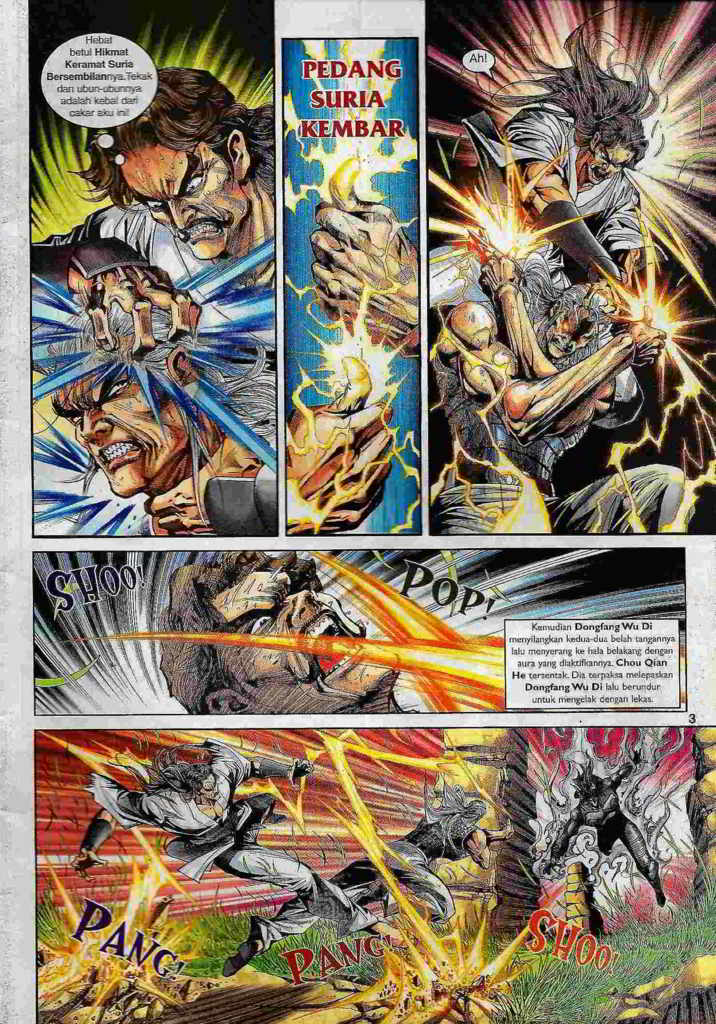 Hebat
betul Hikmat
Keramat Suria
Bersembilannya.Tekak
dan ubun-ubunnya
adalah kebal dari
cakar aku ini!
PEDANG
SURIA
KEMBAR
Ah!
SHOO!
POP!
Kemudian Dongfang Wu Di
menyilangkan kedua-dua belah tangannya
lalu menyerang ke hala belakang dengan
aura yang diaktifkannya. Chou Qian
He tersentak. Dia terpaksa melepaskan
Dongfang Wu Di lalu berundur
untuk mengelak dengan lekas.
3
PANG!
PANG!
SHOO!